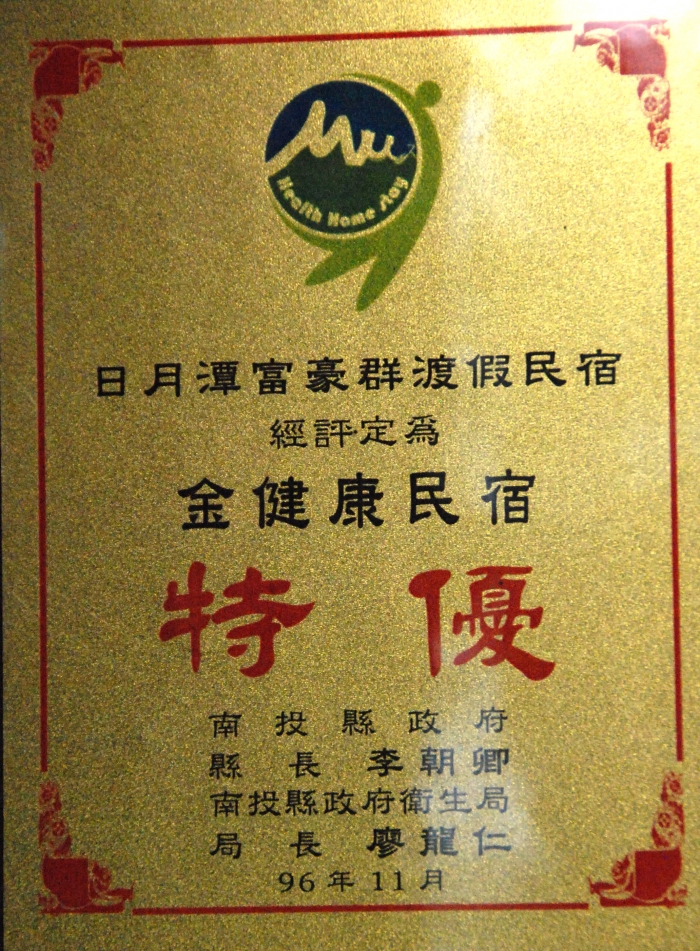 Health Home Stay
日月潭富豪群渡假民宿
經評定為
金健康民宿
特優
南投縣政府
縣長 李朝卿
南投縣政府衛生局
局長 廖龍仁
96年11月